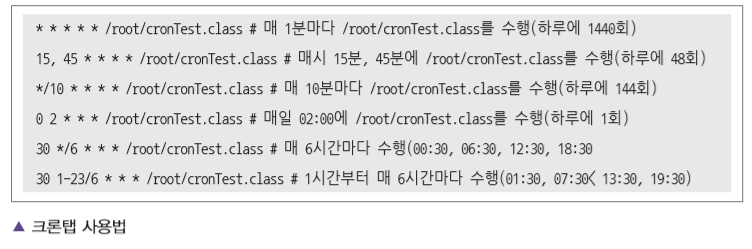 * * * * * /root/cronTest.class # 매 1분마다 /root/cronTest.class를 수행(하루에 1440회)
15, 45 * * * * /root/cronTest.class # 매시 15분, 45분에 /root/cronTest.class를 수행(하루에 48회)
*/10 * * * * /root/cronTest.class # 매 10분마다 /root/cronTest.class를 수행(하루에 144회)
0 2 * * * /root/cronTest.class # 매일 02:00에 /root/cronTest.class를 수행(하루에 1회)
30 */6 * * * /root/cronTest.class # 매 6시간마다 수행(00:30, 06:30, 12:30, 18:30
30 1-23/6 * * * /root/cronTest.class # 1시간부터 매 6시간마다 수행(01:30, 07:30< 13:30, 19:30)
▲ 크론탭 사용법